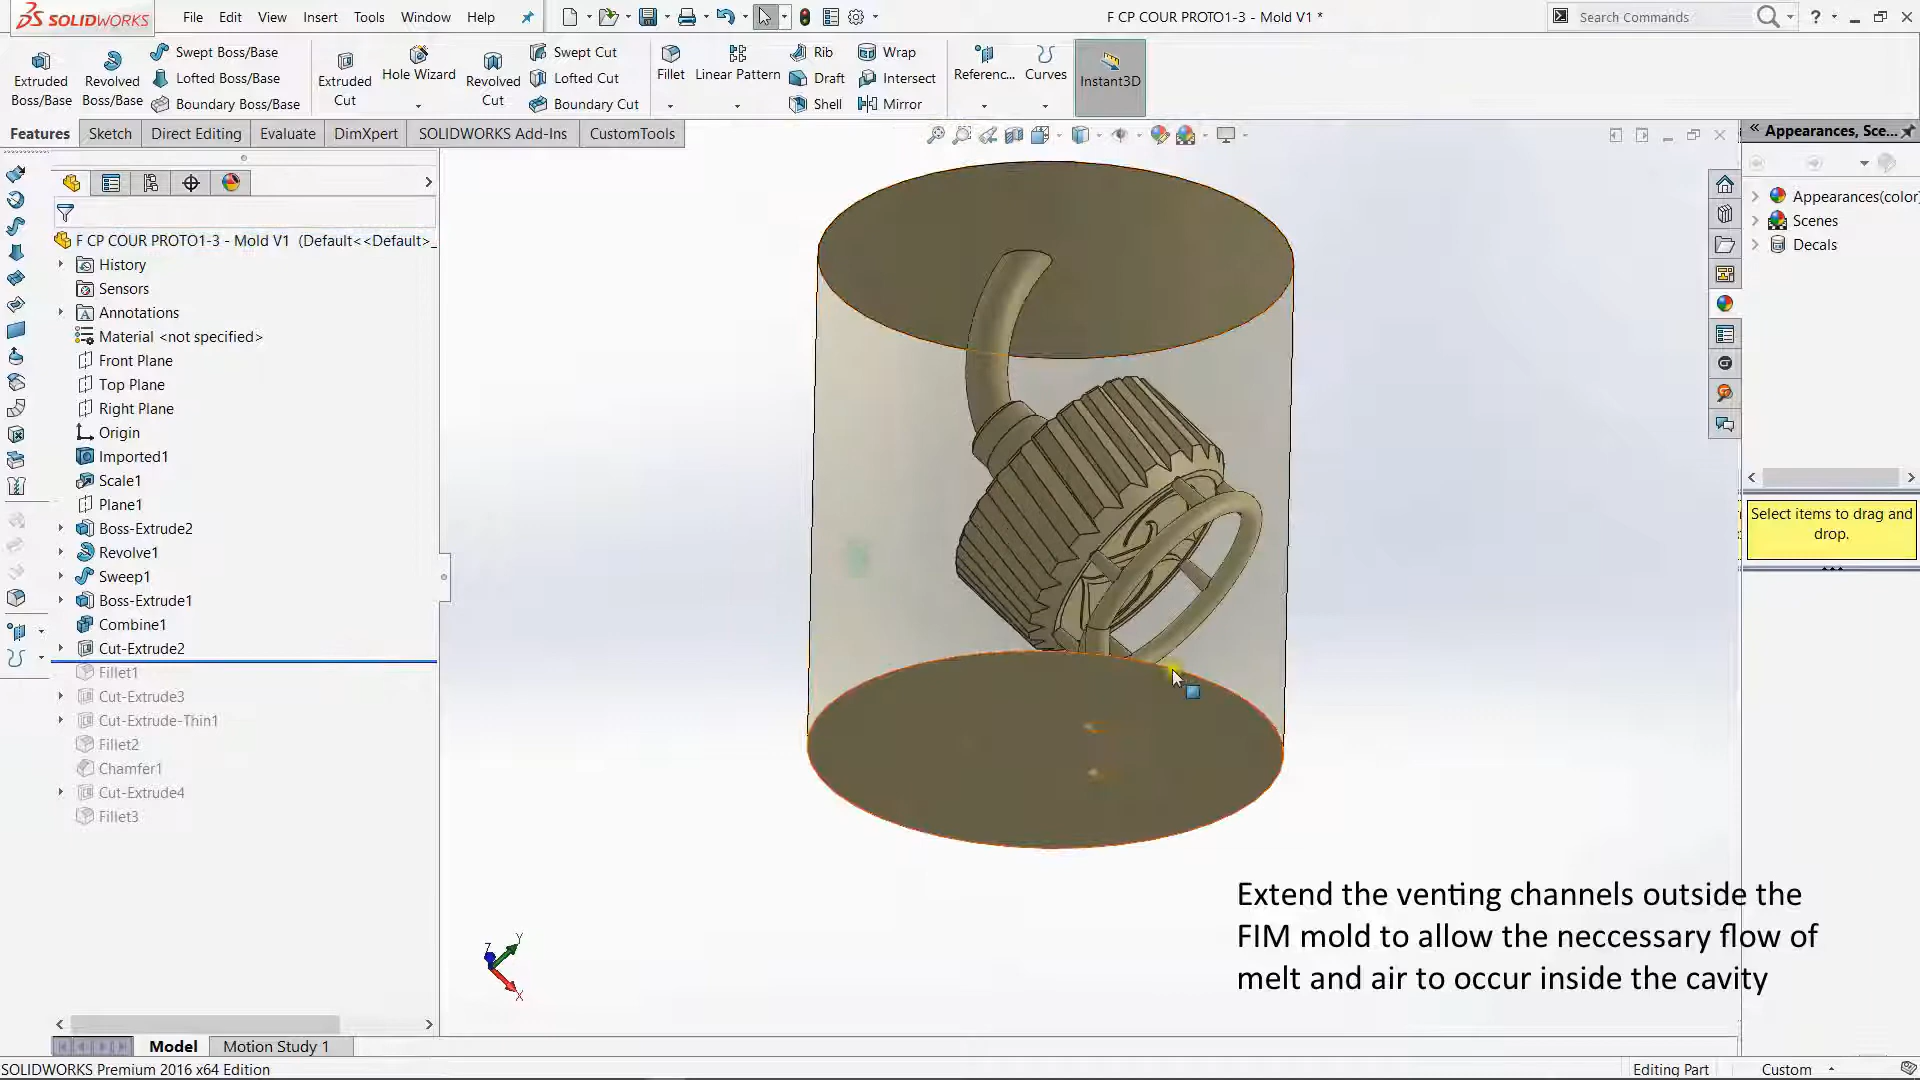 SOLIDWORKS
File Edit View Insert Tools Window Help
F CP COUR PROTO1-3 - Mold V1 *
Search Commands
Extruded Boss/Base
Revolved Boss/Base
Swept Boss/Base
Lofted Boss/Base
Boundary Boss/Base
Extruded Cut
Hole Wizard
Revolved Cut
Swept Cut
Lofted Cut
Boundary Cut
Fillet
Linear Pattern
Rib
Draft
Shell
Wrap
Intersect
Mirror
Referenc...
Curves
Instant3D
Features Sketch Direct Editing Evaluate DimXpert SOLIDWORKS Add-Ins CustomTools
Appearances, Sce...
F CP COUR PROTO1-3 - Mold V1 (Default<<Default>_
History
Sensors
Annotations
Material <not specified>
Front Plane
Top Plane
Right Plane
Origin
Imported1
Scale1
Plane1
Boss-Extrude2
Revolve1
Sweep1
Boss-Extrude1
Combine1
Cut-Extrude2
Fillet1
Cut-Extrude3
Cut-Extrude-Thin1
Fillet2
Chamfer1
Cut-Extrude4
Fillet3
Appearances(color
Scenes
Decals
Select items to drag and
drop.
Z Y
X
Extend the venting channels outside the
FIM mold to allow the neccessary flow of
melt and air to occur inside the cavity
Model Motion Study 1
SOLIDWORKS Premium 2016 x64 Edition
Editing Part
Custom